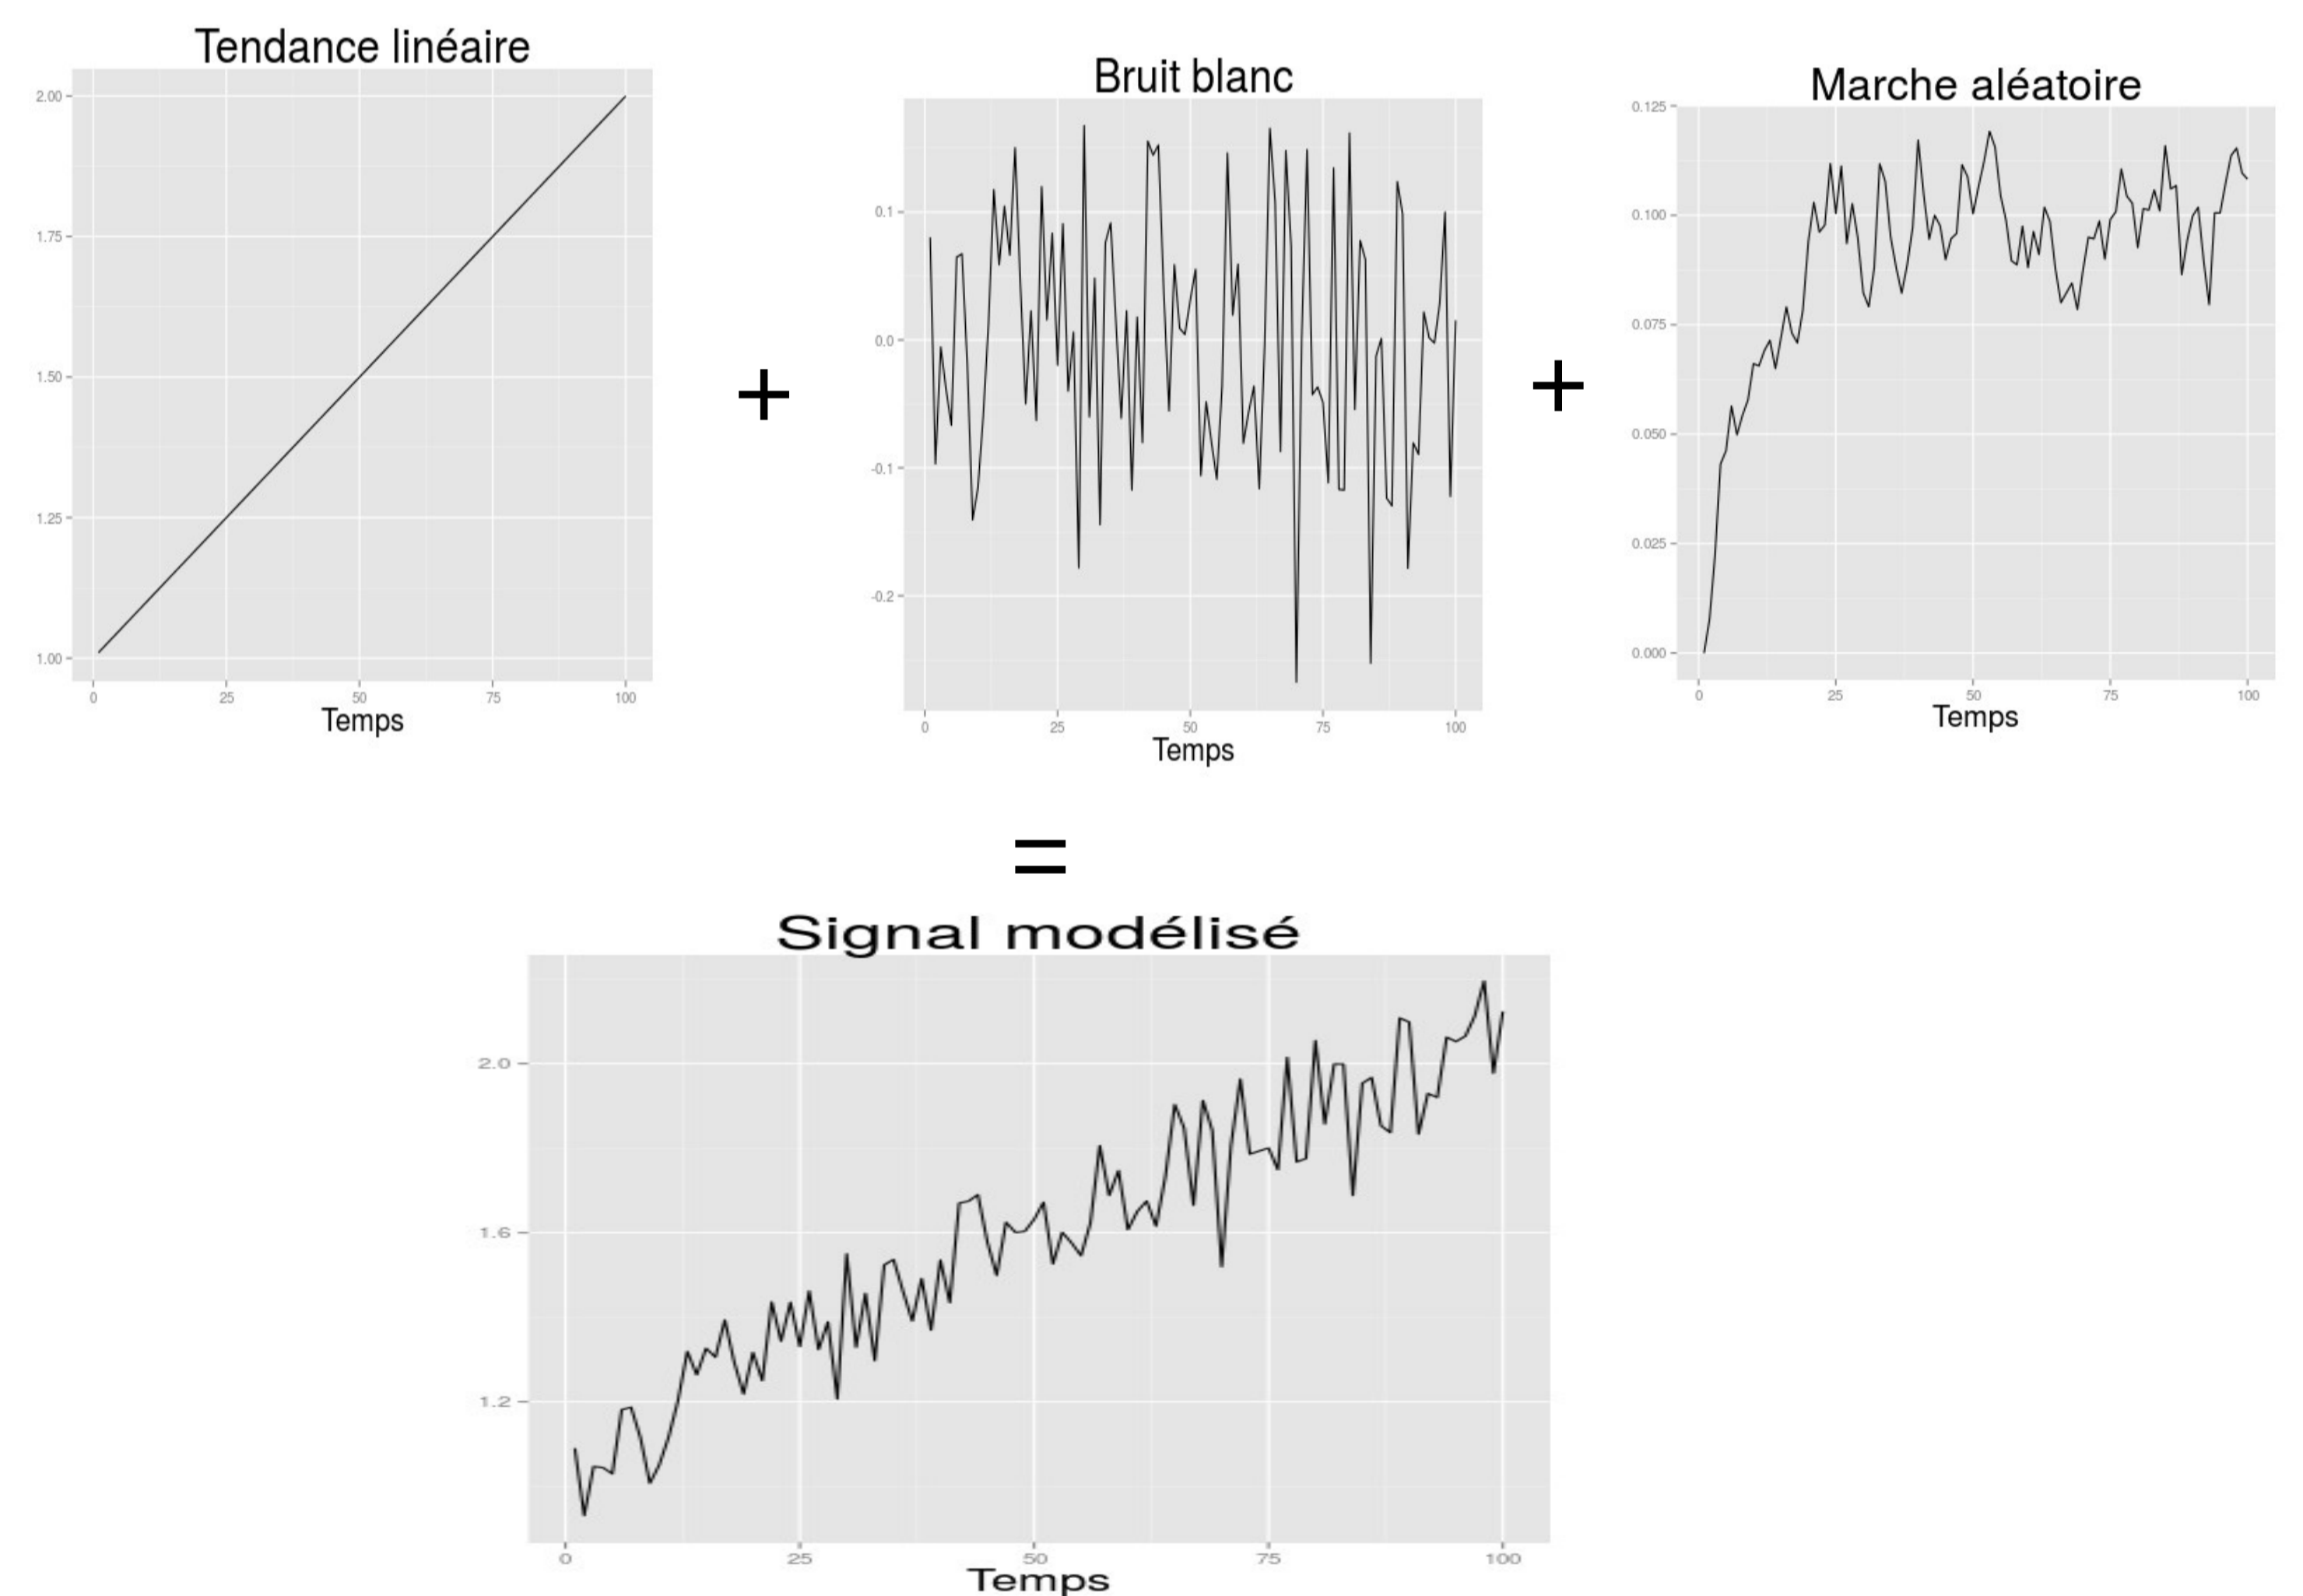 Tendance linéaire
2.00
1.75
1.50
1.25
1.00
0 25 50 75 100
Temps
+
Bruit blanc
0.1
0.0
-0.1
-0.2
0 25 50 75 100
Temps
+
Marche aléatoire
0.125
0.100
0.075
0.050
0.025
0.000
0 25 50 75 100
Temps
=
Signal modélisé
2.0
1.6
1.2
0 25 50 75 100
Temps